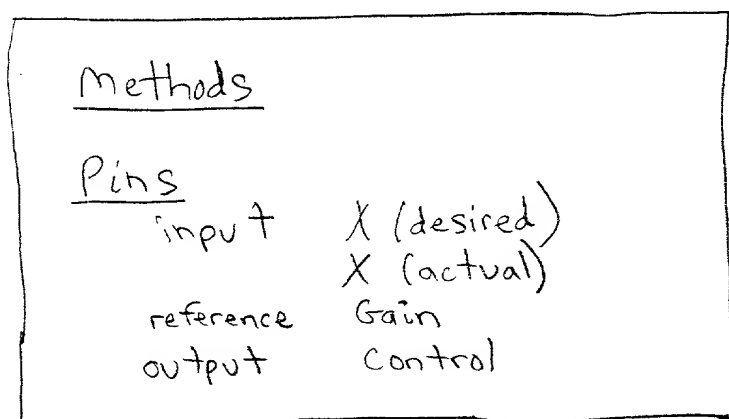 Methods
Pins
input X (desired)
X (actual)
reference Gain
output Control